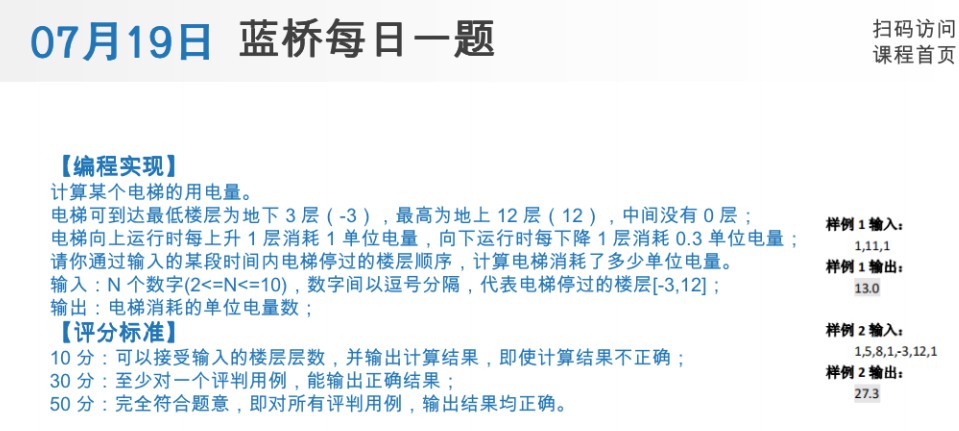 07月19日 蓝桥每日一题
扫码访问
课程首页
【编程实现】
计算某个电梯的用电量。
电梯可到达最低楼层为地下 3 层（-3），最高为地上 12 层（12），中间没有 0 层；
电梯向上运行时每上升 1 层消耗 1 单位电量，向下运行时每下降 1 层消耗 0.3 单位电量；
请你通过输入的某段时间内电梯停过的楼层顺序，计算电梯消耗了多少单位电量。
输入：N 个数字(2<=N<=10)，数字间以逗号分隔，代表电梯停过的楼层[-3,12]；
输出：电梯消耗的单位电量数；
【评分标准】
10 分：可以接受输入的楼层层数，并输出计算结果，即使计算结果不正确；
30 分：至少对一个评判用例，能输出正确结果；
50 分：完全符合题意，即对所有评判用例，输出结果均正确。
样例 1 输入：
1,11,1
样例 1 输出：
13.0
样例 2 输入：
1,5,8,1,-3,12,1
样例 2 输出：
27.3